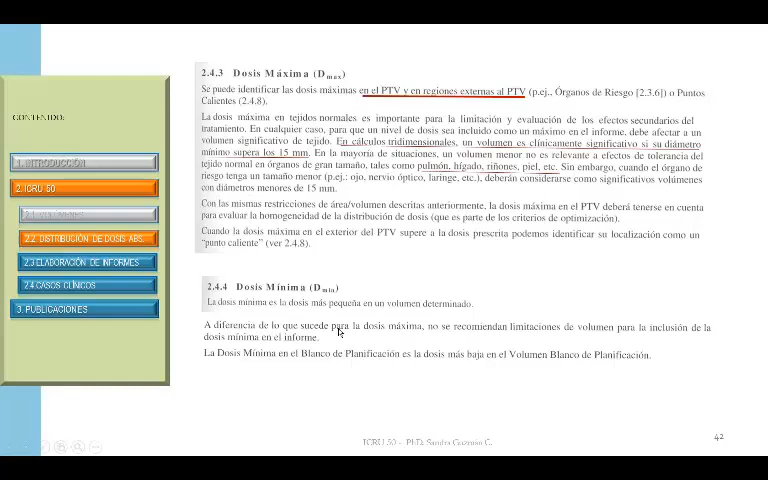 2.4.3 Dosis Máxima (Dmax)
Se puede identificar las dosis máximas en el PTV y en regiones externas al PTV (p.ej., Órganos de Riesgo [2.3.6]) o Puntos
Calientes (2.4.8).
La dosis máxima en tejidos normales es importante para la limitación y evaluación de los efectos secundarios del
tratamiento. En cualquier caso, para que un nivel de dosis sea incluido como un máximo en el informe, debe afectar a un
volumen significativo de tejido. En cálculos tridimensionales, un volumen es clínicamente significativo si su diámetro
mínimo supera los 15 mm. En la mayoría de situaciones, un volumen menor no es relevante a efectos de tolerancia del
tejido normal en órganos de gran tamaño, tales como pulmón, hígado, riñones, piel, etc. Sin embargo, cuando el órgano de
riesgo tenga un tamaño menor (p.ej.: ojo, nervio óptico, laringe, etc.), deberán considerarse como significativos volúmenes
con diámetros menores de 15 mm.
Con las mismas restricciones de área/volumen descritas anteriormente, la dosis máxima en el PTV deberá tenerse en cuenta
para evaluar la homogeneidad de la distribución de dosis (que es parte de los criterios de optimización).
Cuando la dosis máxima en el exterior del PTV supere a la dosis prescrita podemos identificar su localización como un
"punto caliente" (ver 2.4.8).
CONTENIDO:
1. INTRODUCCIÓN
2. ICRU 50
2.1 VOLÚMENES
2.2. DISTRIBUCIÓN DE DOSIS ABS.
2.3 ELABORACIÓN DE INFORMES
2.4 CASOS CLÍNICOS
3. PUBLICACIONES
2.4.4 Dosis Mínima (Dmin)
La dosis mínima es la dosis más pequeña en un volumen determinado.
A diferencia de lo que sucede para la dosis máxima, no se recomiendan limitaciones de volumen para la inclusión de la
dosis mínima en el informe.
La Dosis Mínima en el Blanco de Planificación es la dosis más baja en el Volumen Blanco de Planificación.
ICRU 50 - PhD. Sandra Guzmán C.
42